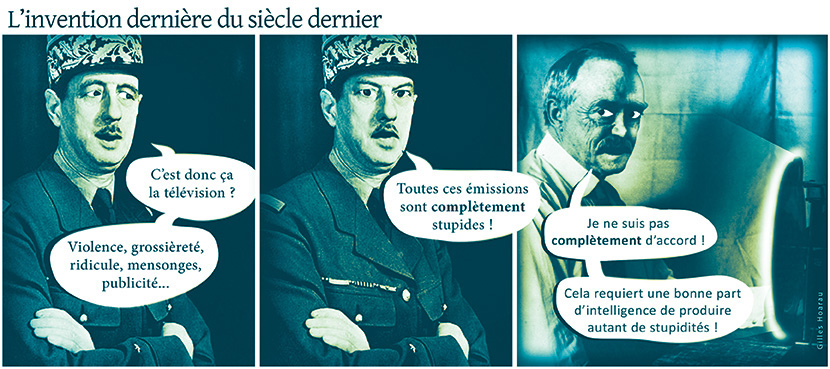 L'invention dernière du siècle dernier
C'est donc ça
la télévision ?
Violence, grossièreté,
ridicule, mensonges,
publicité...
Toutes ces émissions
sont complètement
stupides !
Je ne suis pas
complètement d'accord !
Cela requiert une bonne part
d'intelligence de produire
autant de stupidités !
Gilles Hoarau